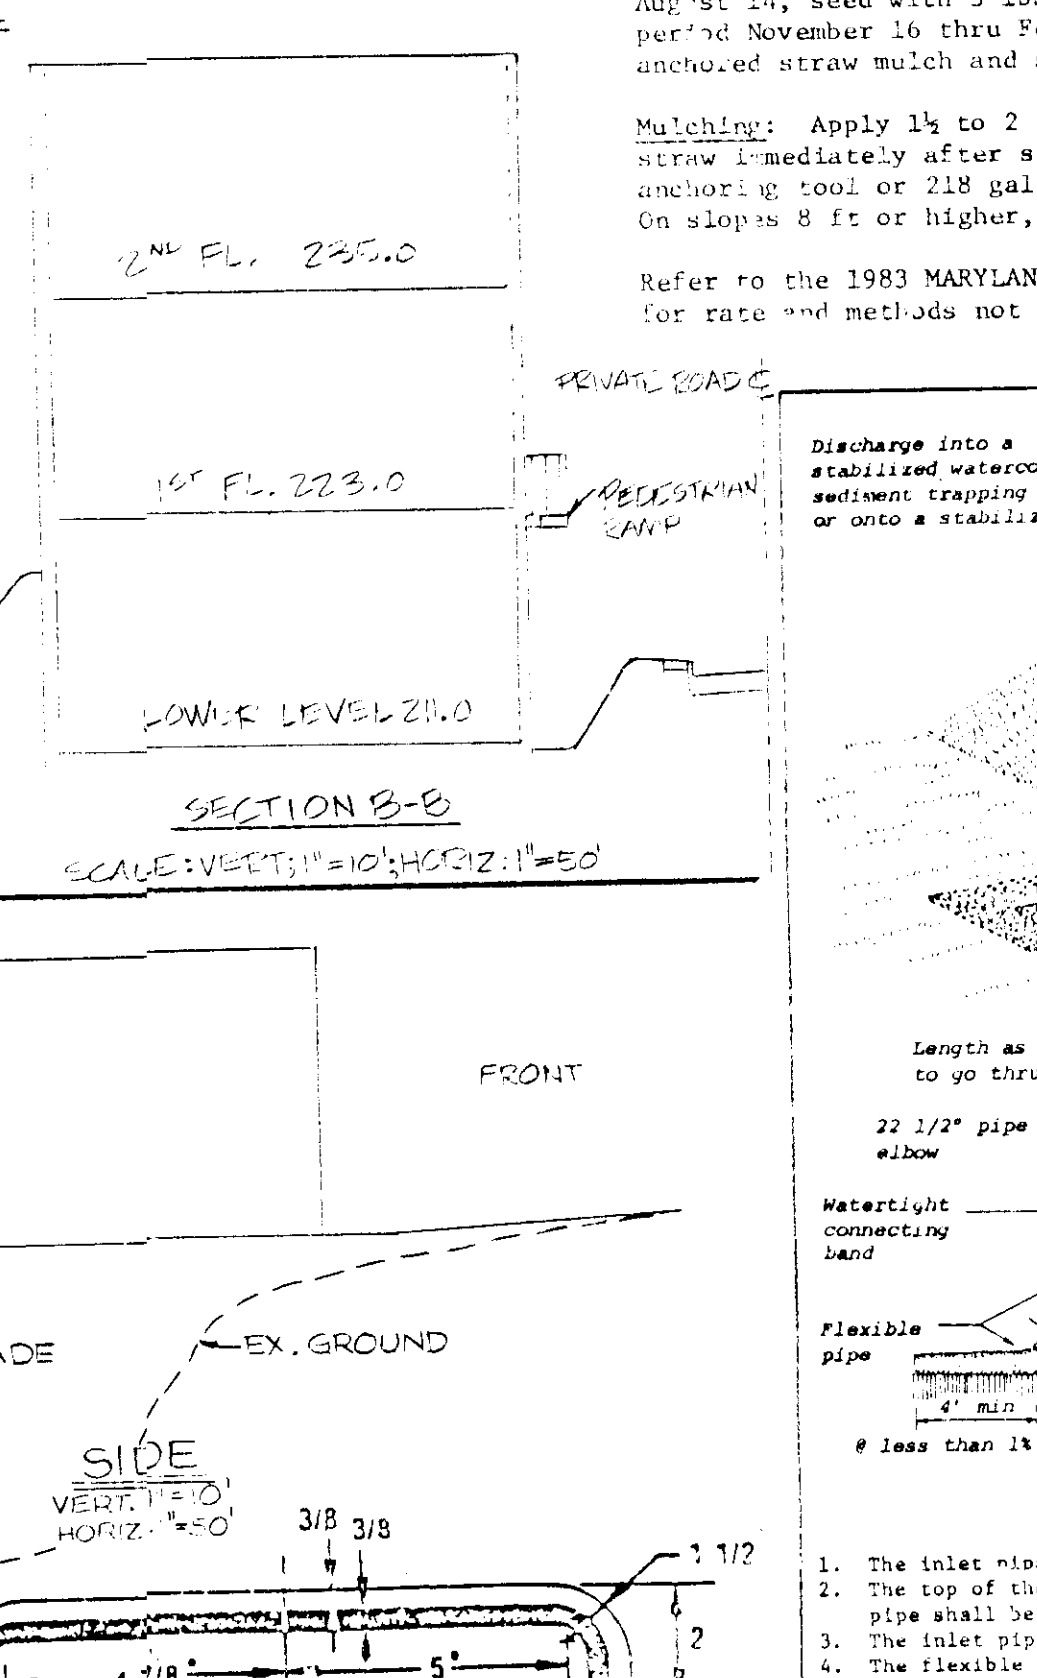 August 14, seed with 3
period November 16 thru
anchored straw mulch and
Mulching: Apply 1½ to 2
straw immediately after
anchoring tool or 218 gal
On slopes 8 ft or higher,
Refer to the 1983
for rate and methods not
2ND FL. 235.0
PRIVATE ROAD ℄
1ST FL. 223.0
PEDESTRIAN
RAMP
LOWER LEVEL 211.0
SECTION B-B
SCALE: VERT; 1"=10'; HORIZ: 1"=50'
Discharge into a
stabilized
sediment trapping
or onto a
FRONT
EX. GROUND
SIDE
VERT. 1"=10'
HORIZ. 1"=50'
Length as
to go thru
22 1/2° pipe
elbow
Watertight
connecting
band
Flexible
pipe
4' min
@ less than 1%
3/8 3/8
1 1/2
2
5"
1. The inlet
2. The top of the
pipe shall be
3. The inlet
4. The flexible